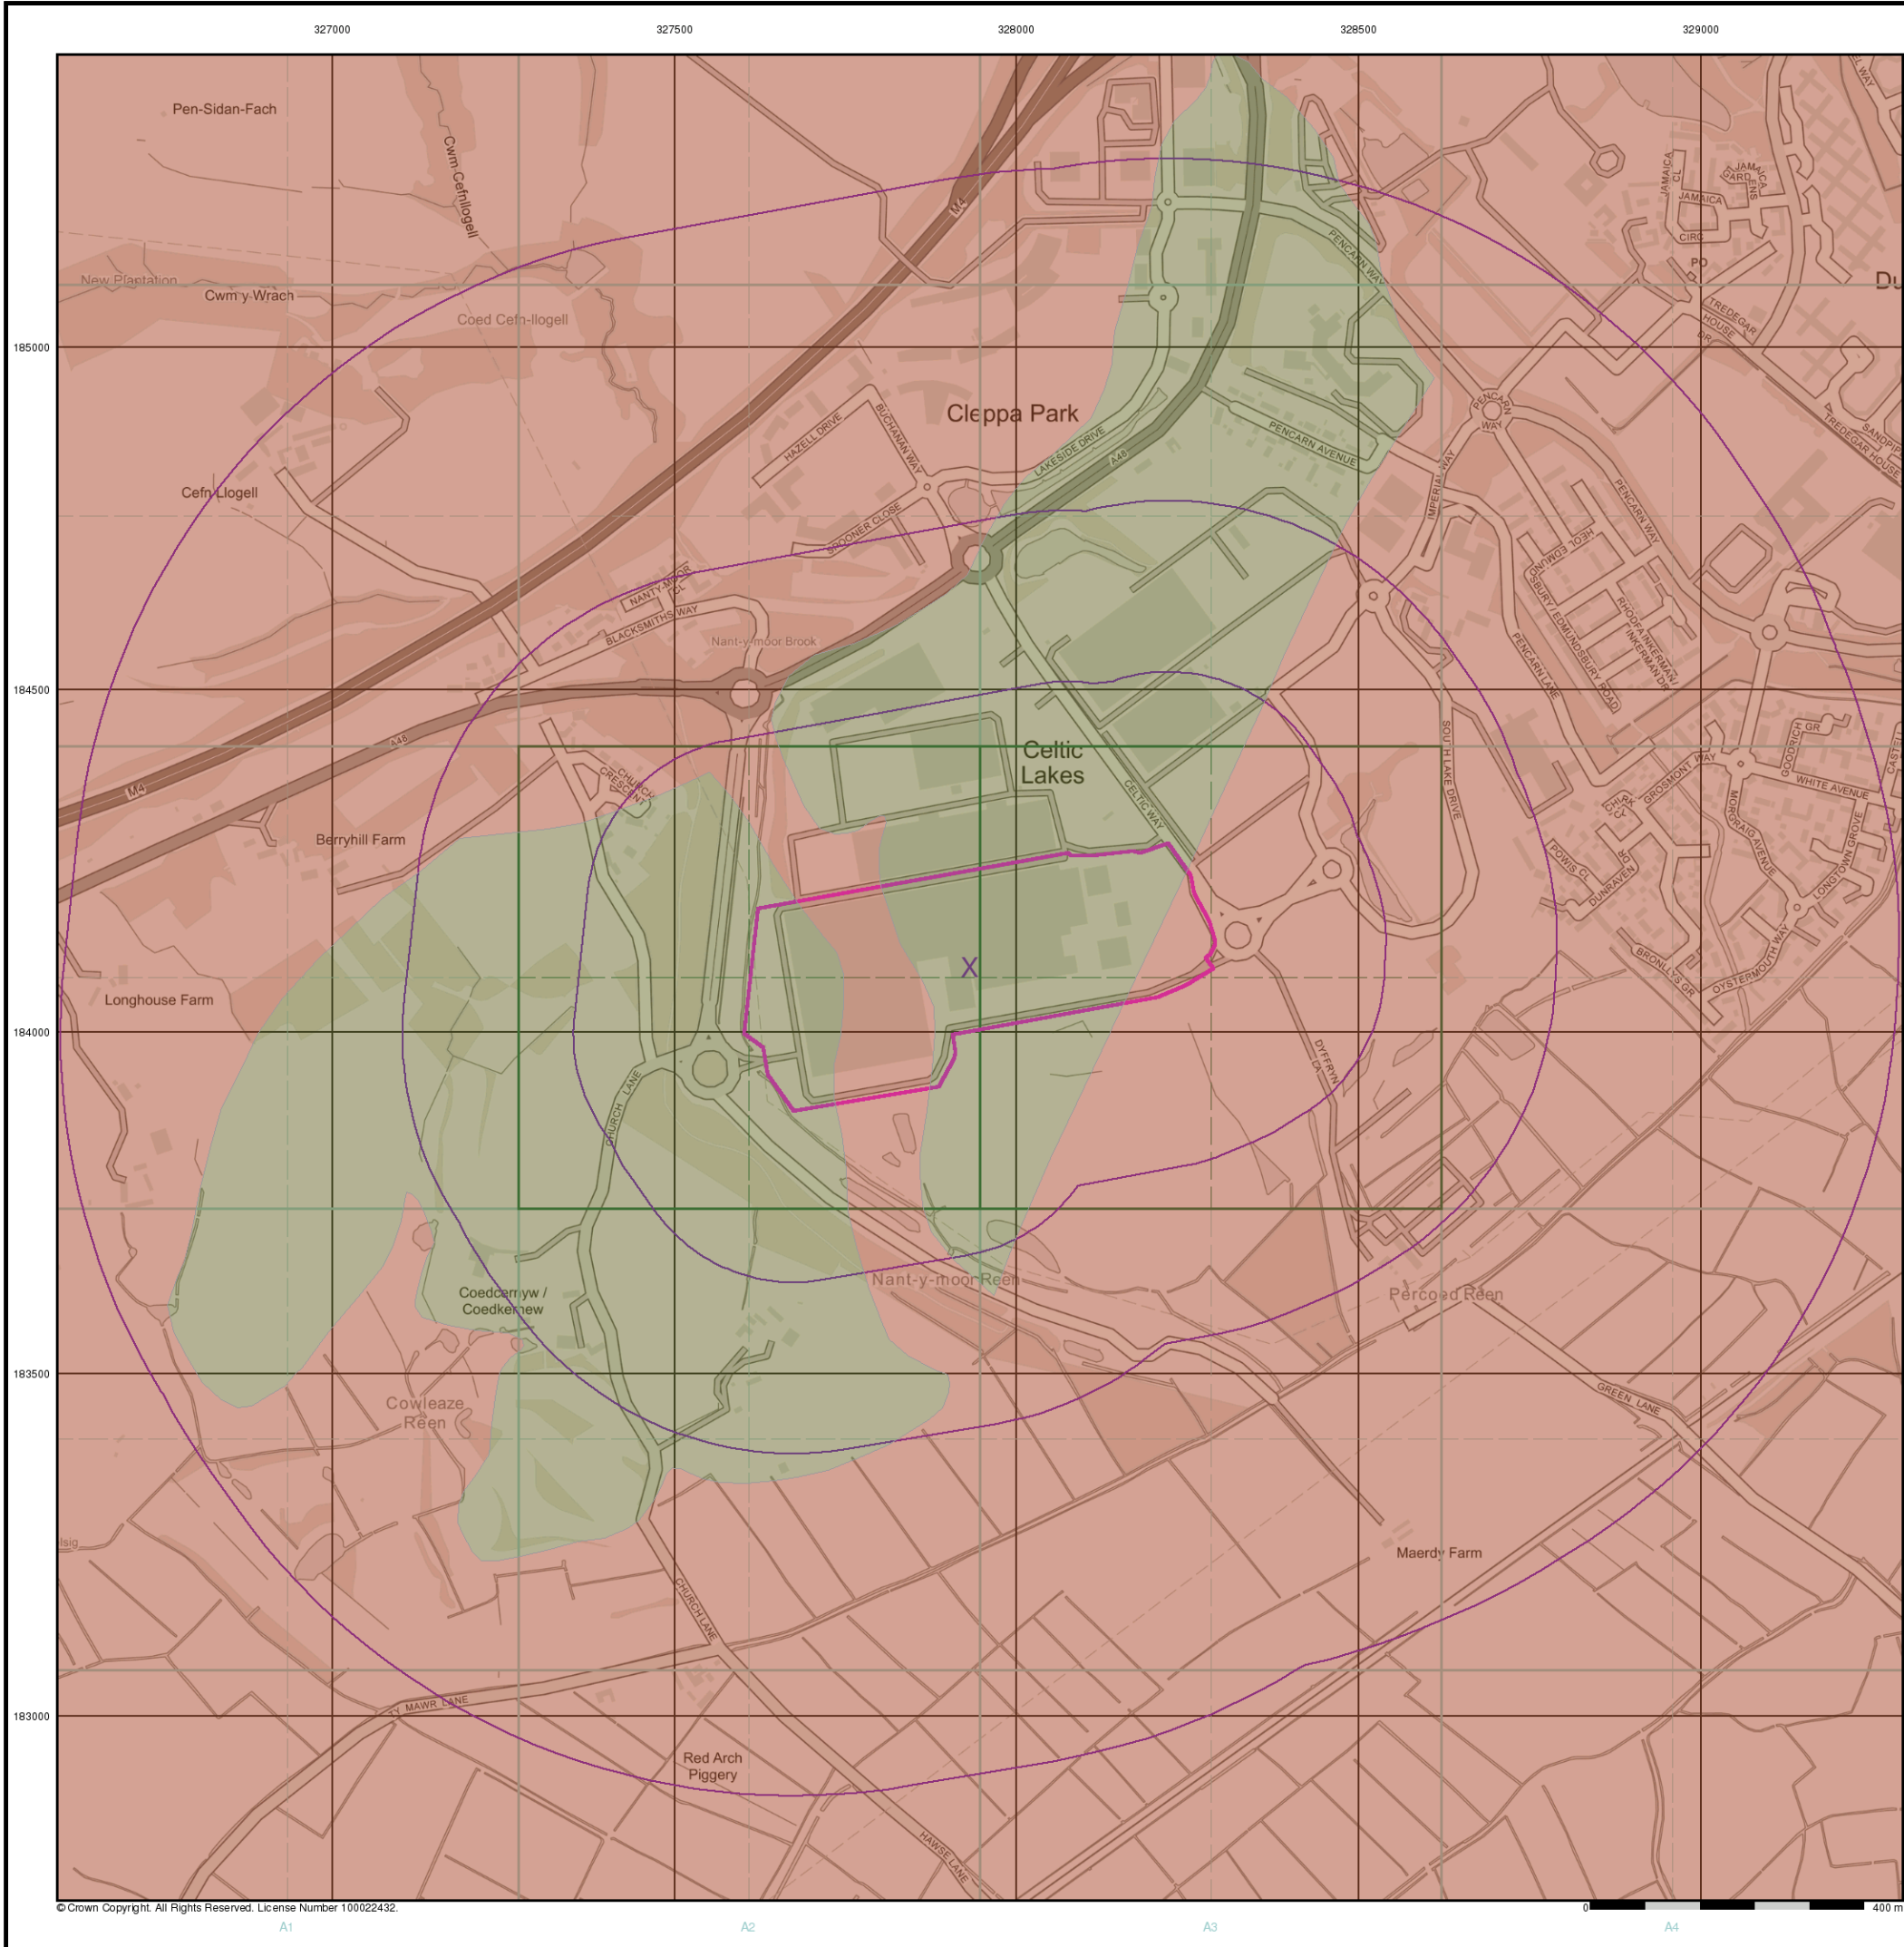 327000 327500 328000 328500 329000
185000
184500
184000
183500
183000
Pen-Sidan-Fach
Cwm-Cefnllogell
New Plantation
Cwm y Wrach
Coed Cefn-llogell
M4
PENCARN WAY
JAMAICA CL
JAMAICA GARDENS
JAMAICA
CIRC
PO
TREDEGAR
HOUSE
DR
Du
Cleppa Park
HAZELL DRIVE
BUCHANAN WAY
LAKESIDE DRIVE
A48
PENCARN AVENUE
PENCARN
WAY
IMPERIAL WAY
TREDEGAR HOUSE
Cefn Llogell
SPOONER CLOSE
PENCARN WAY
HEOL EDMUND
SBURY / EDMUNDSBURY ROAD
RHODFA INKERMAN /
INKERMAN DR
PENCARN LANE
NANTY-MOOR
CL
BLACKSMITHS WAY
Nant-y-moor Brook
A48
M4
Celtic
Lakes
CELTIC WAY
SOUTH LAKE DRIVE
CHURCH
CRESCENT
Berryhill Farm
GOODRICH GR
GROSMONT WAY
WHITE AVENUE
CHIRK
CL
MORGRAIG AVENUE
POWIS CL
DUNRAVEN
DR
LONGTOWN GROVE
BRONLLYS GR
OYSTERMOUTH WAY
X
Longhouse Farm
CHURCH LANE
DYFFRYN
LA
Nant-y-moor Reen
Percoed Reen
Coedcernyw /
Coedkernew
Cowleaze
Reen
GREEN LANE
Maerdy Farm
CHURCH LANE
TY MAWR LANE
Red Arch
Piggery
HAWSE LANE
© Crown Copyright. All Rights Reserved. License Number 100022432.
0 400 m
A1 A2 A3 A4